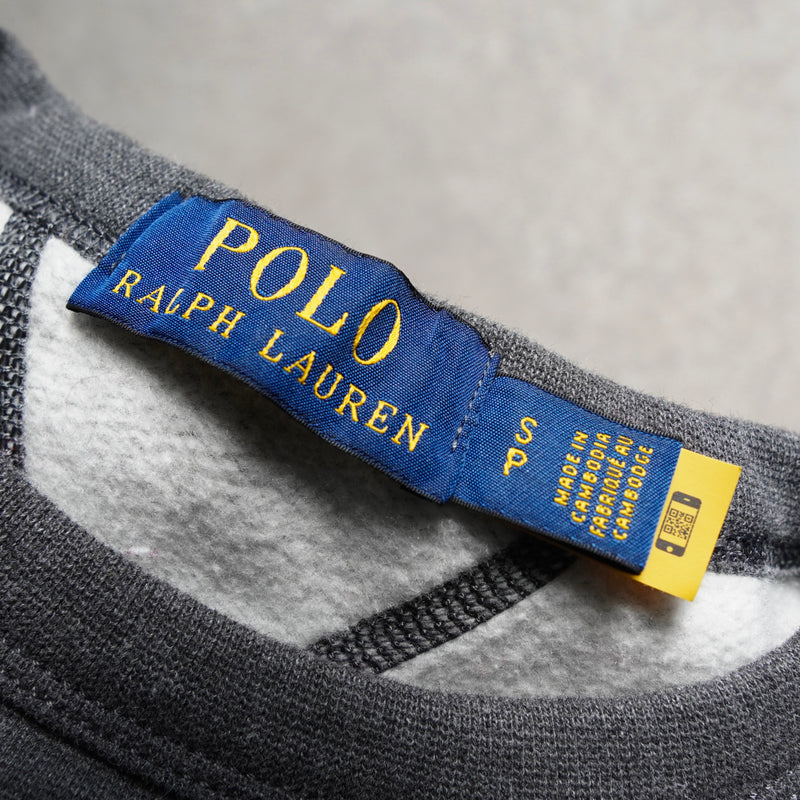 POLO
RALPH LAUREN
S
P
MADE IN
CAMBODIA
FABRIQUÉ AU
CAMBODGE